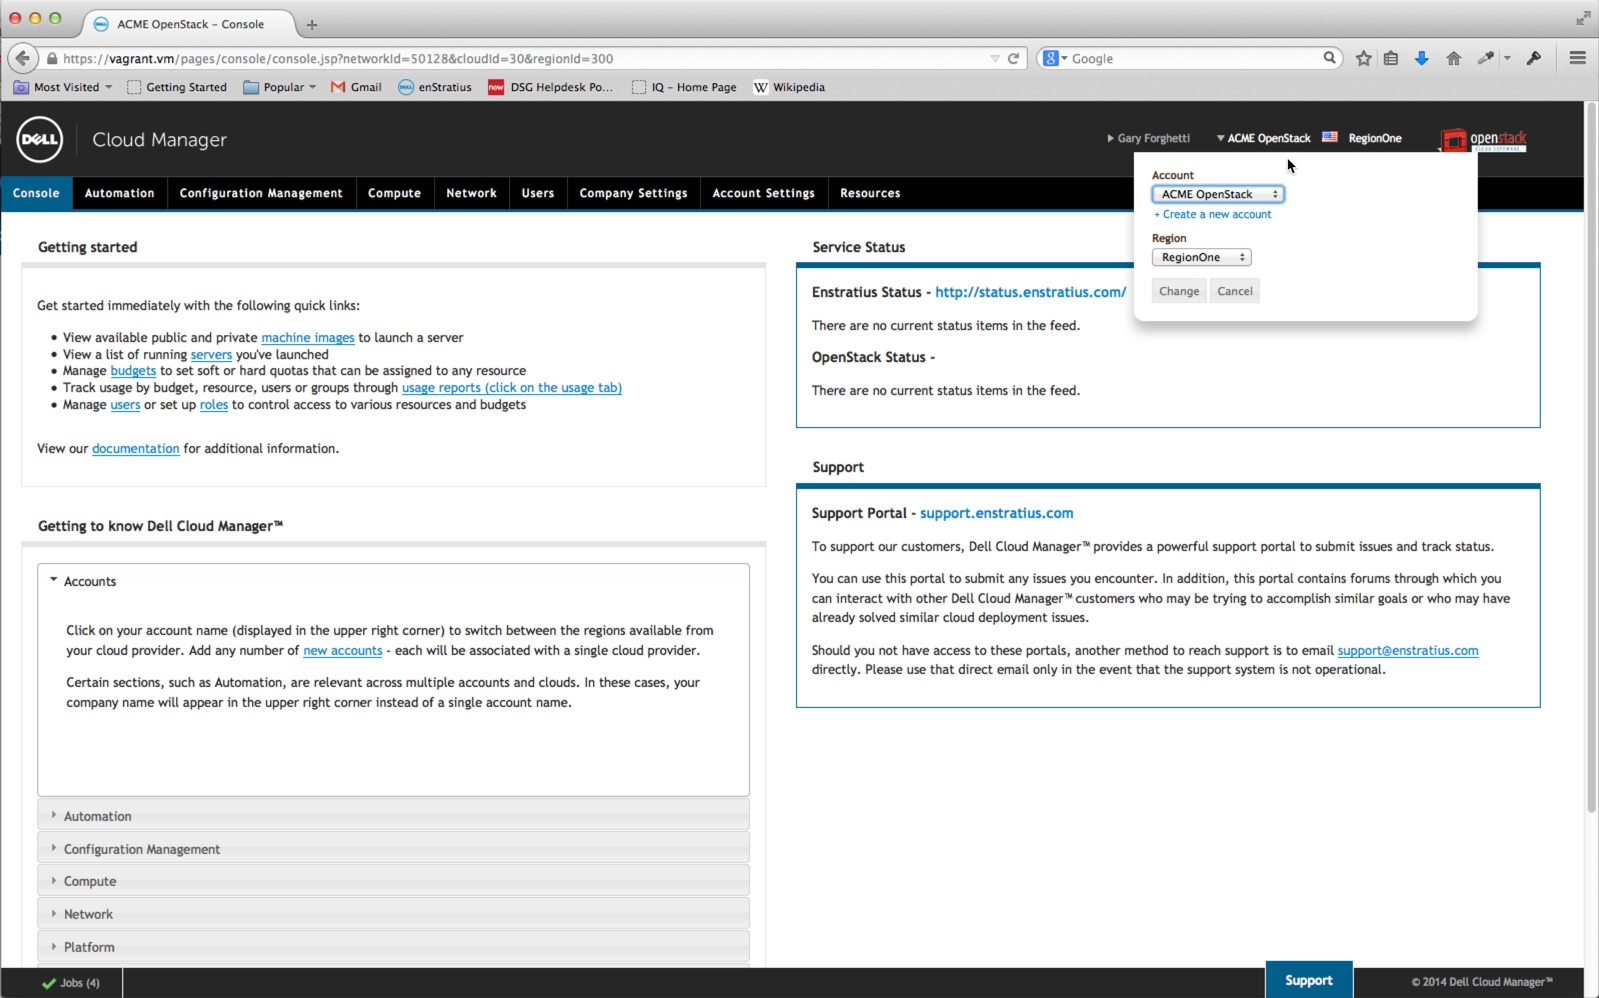 ACME OpenStack – Console
https://vagrant.vm/pages/console/console.jsp?networkId=50128&cloudId=30&regionId=300
Google
Most Visited
Getting Started
Popular
Gmail
enStratius
DSG Helpdesk Po...
IQ – Home Page
Wikipedia
DELL
Cloud Manager
Gary Forghetti
ACME OpenStack
RegionOne
openstack
CLOUD SOFTWARE
Console
Automation
Configuration Management
Compute
Network
Users
Company Settings
Account Settings
Resources
Account
ACME OpenStack
+ Create a new account
Region
RegionOne
Change
Cancel
Getting started
Get started immediately with the following quick links:
• View available public and private machine images to launch a server
• View a list of running servers you've launched
• Manage budgets to set soft or hard quotas that can be assigned to any resource
• Track usage by budget, resource, users or groups through usage reports (click on the usage tab)
• Manage users or set up roles to control access to various resources and budgets
View our documentation for additional information.
Service Status
Enstratius Status - http://status.enstratius.com/
There are no current status items in the feed.
OpenStack Status -
There are no current status items in the feed.
Support
Support Portal - support.enstratius.com
To support our customers, Dell Cloud Manager™ provides a powerful support portal to submit issues and track status.
You can use this portal to submit any issues you encounter. In addition, this portal contains forums through which you
can interact with other Dell Cloud Manager™ customers who may be trying to accomplish similar goals or who may have
already solved similar cloud deployment issues.
Should you not have access to these portals, another method to reach support is to email support@enstratius.com
directly. Please use that direct email only in the event that the support system is not operational.
Getting to know Dell Cloud Manager™
Accounts
Click on your account name (displayed in the upper right corner) to switch between the regions available from
your cloud provider. Add any number of new accounts - each will be associated with a single cloud provider.
Certain sections, such as Automation, are relevant across multiple accounts and clouds. In these cases, your
company name will appear in the upper right corner instead of a single account name.
Automation
Configuration Management
Compute
Network
Platform
Jobs (4)
Support
© 2014 Dell Cloud Manager™